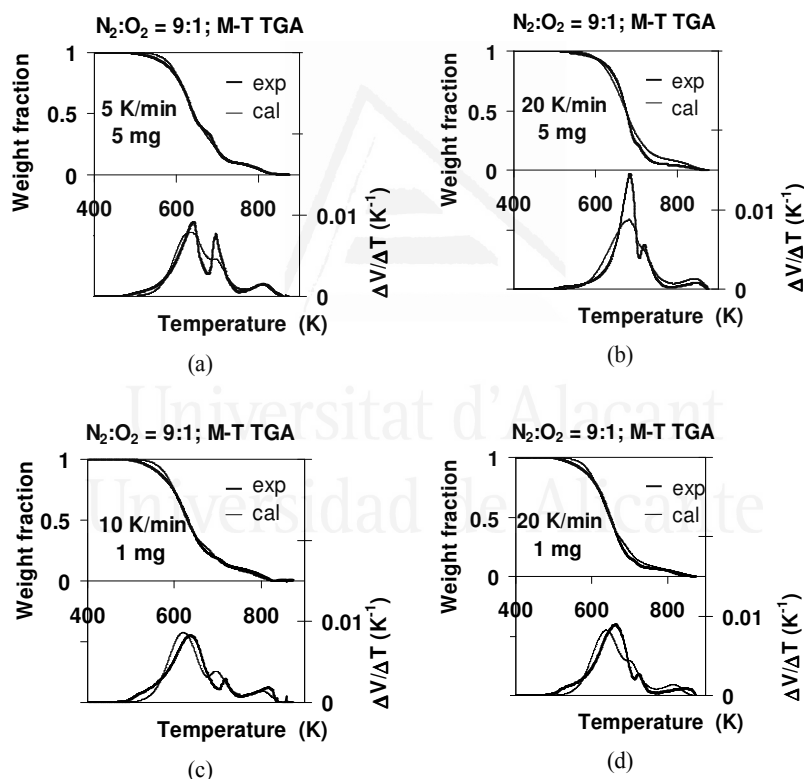 N₂:O₂ = 9:1; M-T TGA
Weight fraction
1
0.5
0
exp
cal
5 K/min
5 mg
400
600
800
0.01
0
ΔV/ΔT (K⁻¹)
Temperature (K)
(a)
N₂:O₂ = 9:1; M-T TGA
Weight fraction
1
0.5
0
exp
cal
20 K/min
5 mg
400
600
800
0.01
0
ΔV/ΔT (K⁻¹)
Temperature (K)
(b)
Universitat d'Alacant
Universidad de Alicante
N₂:O₂ = 9:1; M-T TGA
Weight fraction
1
0.5
0
exp
cal
10 K/min
1 mg
400
600
800
0.01
0
ΔV/ΔT (K⁻¹)
Temperature (K)
(c)
N₂:O₂ = 9:1; M-T TGA
Weight fraction
1
0.5
0
exp
cal
20 K/min
1 mg
400
600
800
0.01
0
ΔV/ΔT (K⁻¹)
Temperature (K)
(d)